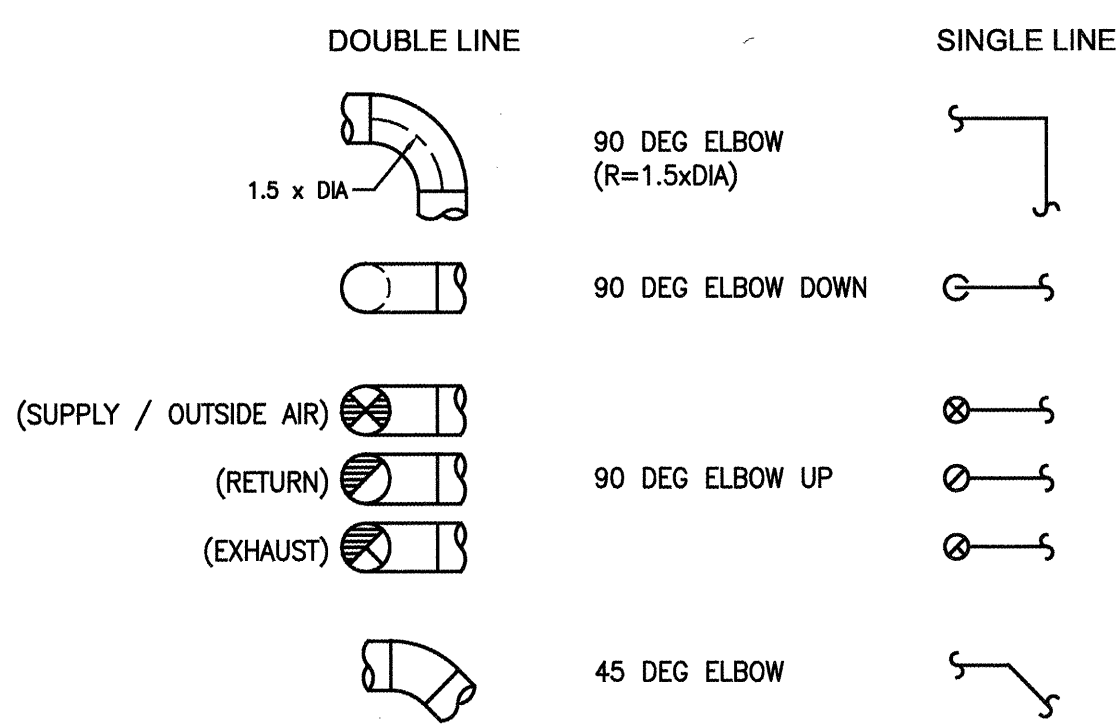 DOUBLE LINE
SINGLE LINE
90 DEG ELBOW
(R=1.5xDIA)
1.5 x DIA
90 DEG ELBOW DOWN
(SUPPLY / OUTSIDE AIR)
(RETURN)
90 DEG ELBOW UP
(EXHAUST)
45 DEG ELBOW